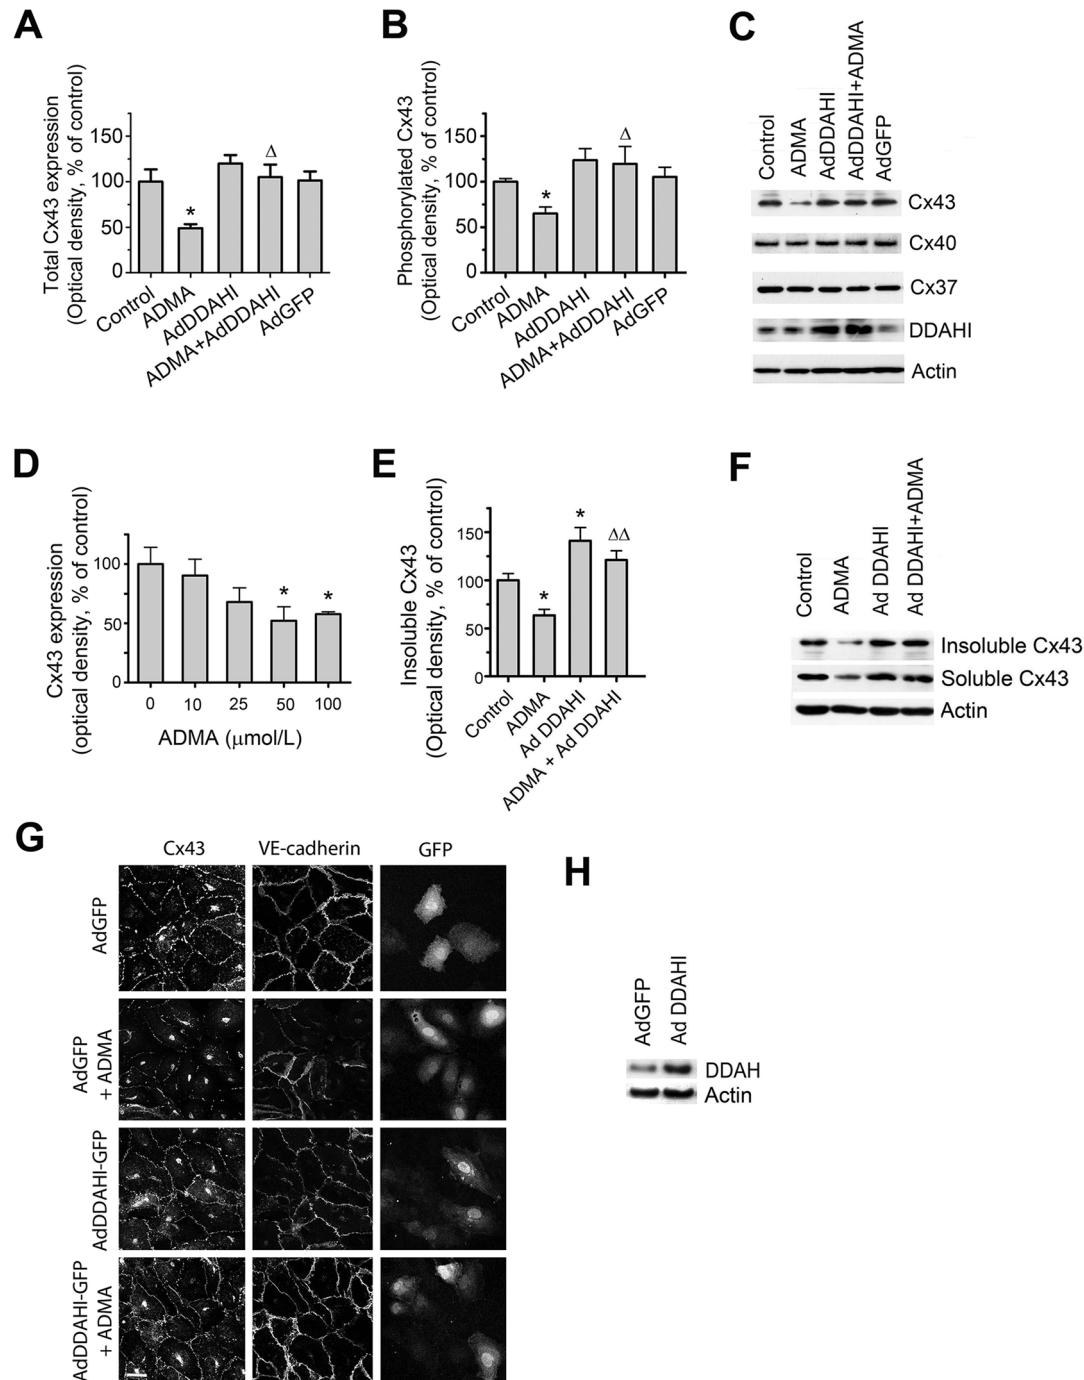 A
Total Cx43 expression
(Optical density, % of control)
150
100
50
0
*
Δ
Control
ADMA
AdDDAHI
ADMA+AdDDAHI
AdGFP
B
Phosphorylated Cx43
(Optical density, % of control)
150
100
50
0
*
Δ
Control
ADMA
AdDDAHI
ADMA+AdDDAHI
AdGFP
C
Control
ADMA
AdDDAHI
AdDDAHI+ADMA
AdGFP
Cx43
Cx40
Cx37
DDAHI
Actin
D
Cx43 expression
(optical density, % of control)
100
50
0
*
*
0 10 25 50 100
ADMA (μmol/L)
E
Insoluble Cx43
(Optical density, % of control)
150
100
50
0
*
*
ΔΔ
Control
ADMA
Ad DDAHI
ADMA + Ad DDAHI
F
Control
ADMA
Ad DDAHI
Ad DDAHI+ADMA
Insoluble Cx43
Soluble Cx43
Actin
G
Cx43 VE-cadherin GFP
AdGFP
AdGFP
+ ADMA
AdDDAHI-GFP
AdDDAHI-GFP
+ ADMA
H
AdGFP
Ad DDAHI
DDAH
Actin